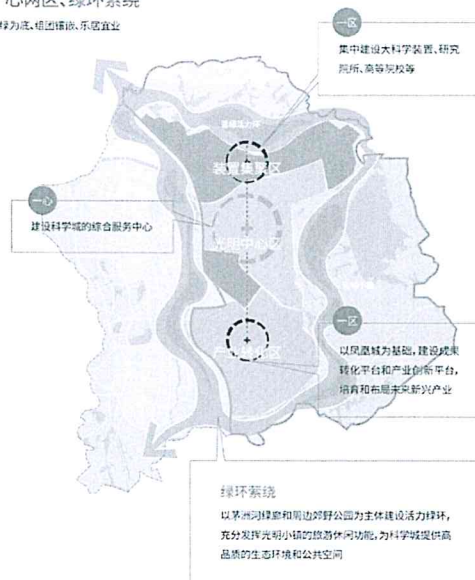 心两区、绿环萦绕
绿为底、组团镶嵌、乐居宜业
一区
集中建设大科学装置、研究
院所、高等院校等
装置集聚区
一心
建设科学城的综合服务中心
光明中心区
一区
以凤凰城为基础，建设成果
转化平台和产业创新平台，
培育和布局未来新兴产业
绿环萦绕
以茅洲河绿廊和周边郊野公园为主体建设活力绿环，
充分发挥光明小镇的旅游休闲功能，为科学城提供高
品质的生态环境和公共空间